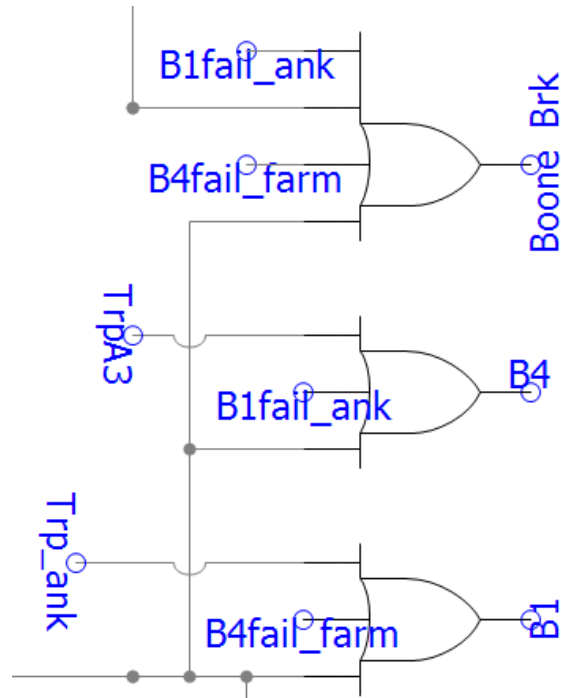 B1fail_ank
B4fail_farm
Boone Brk
TrpA3
B1fail_ank
B4
Trp_ank
B4fail_farm
B1